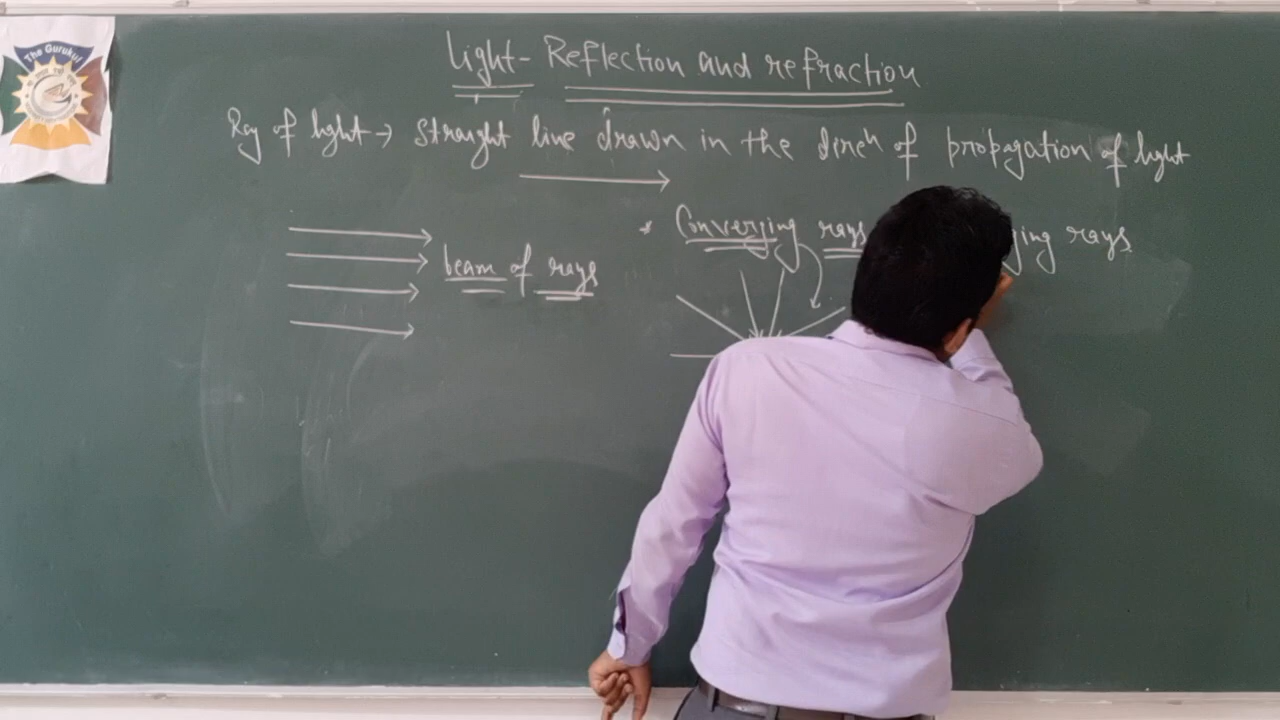 The Gurukul
Light - Reflection and refraction
Ray of light → straight line drawn in the diren of propagation of light
* Converging rays ging rays
beam of rays